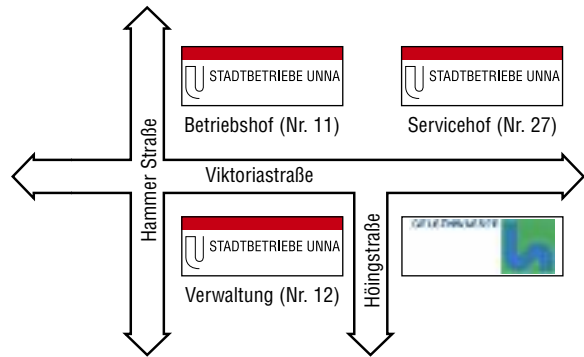 STADTBETRIEBE UNNA
STADTBETRIEBE UNNA
Betriebshof (Nr. 11)
Servicehof (Nr. 27)
Hammer Straße
Viktoriastraße
STADTBETRIEBE UNNA
Verwaltung (Nr. 12)
Höingstraße